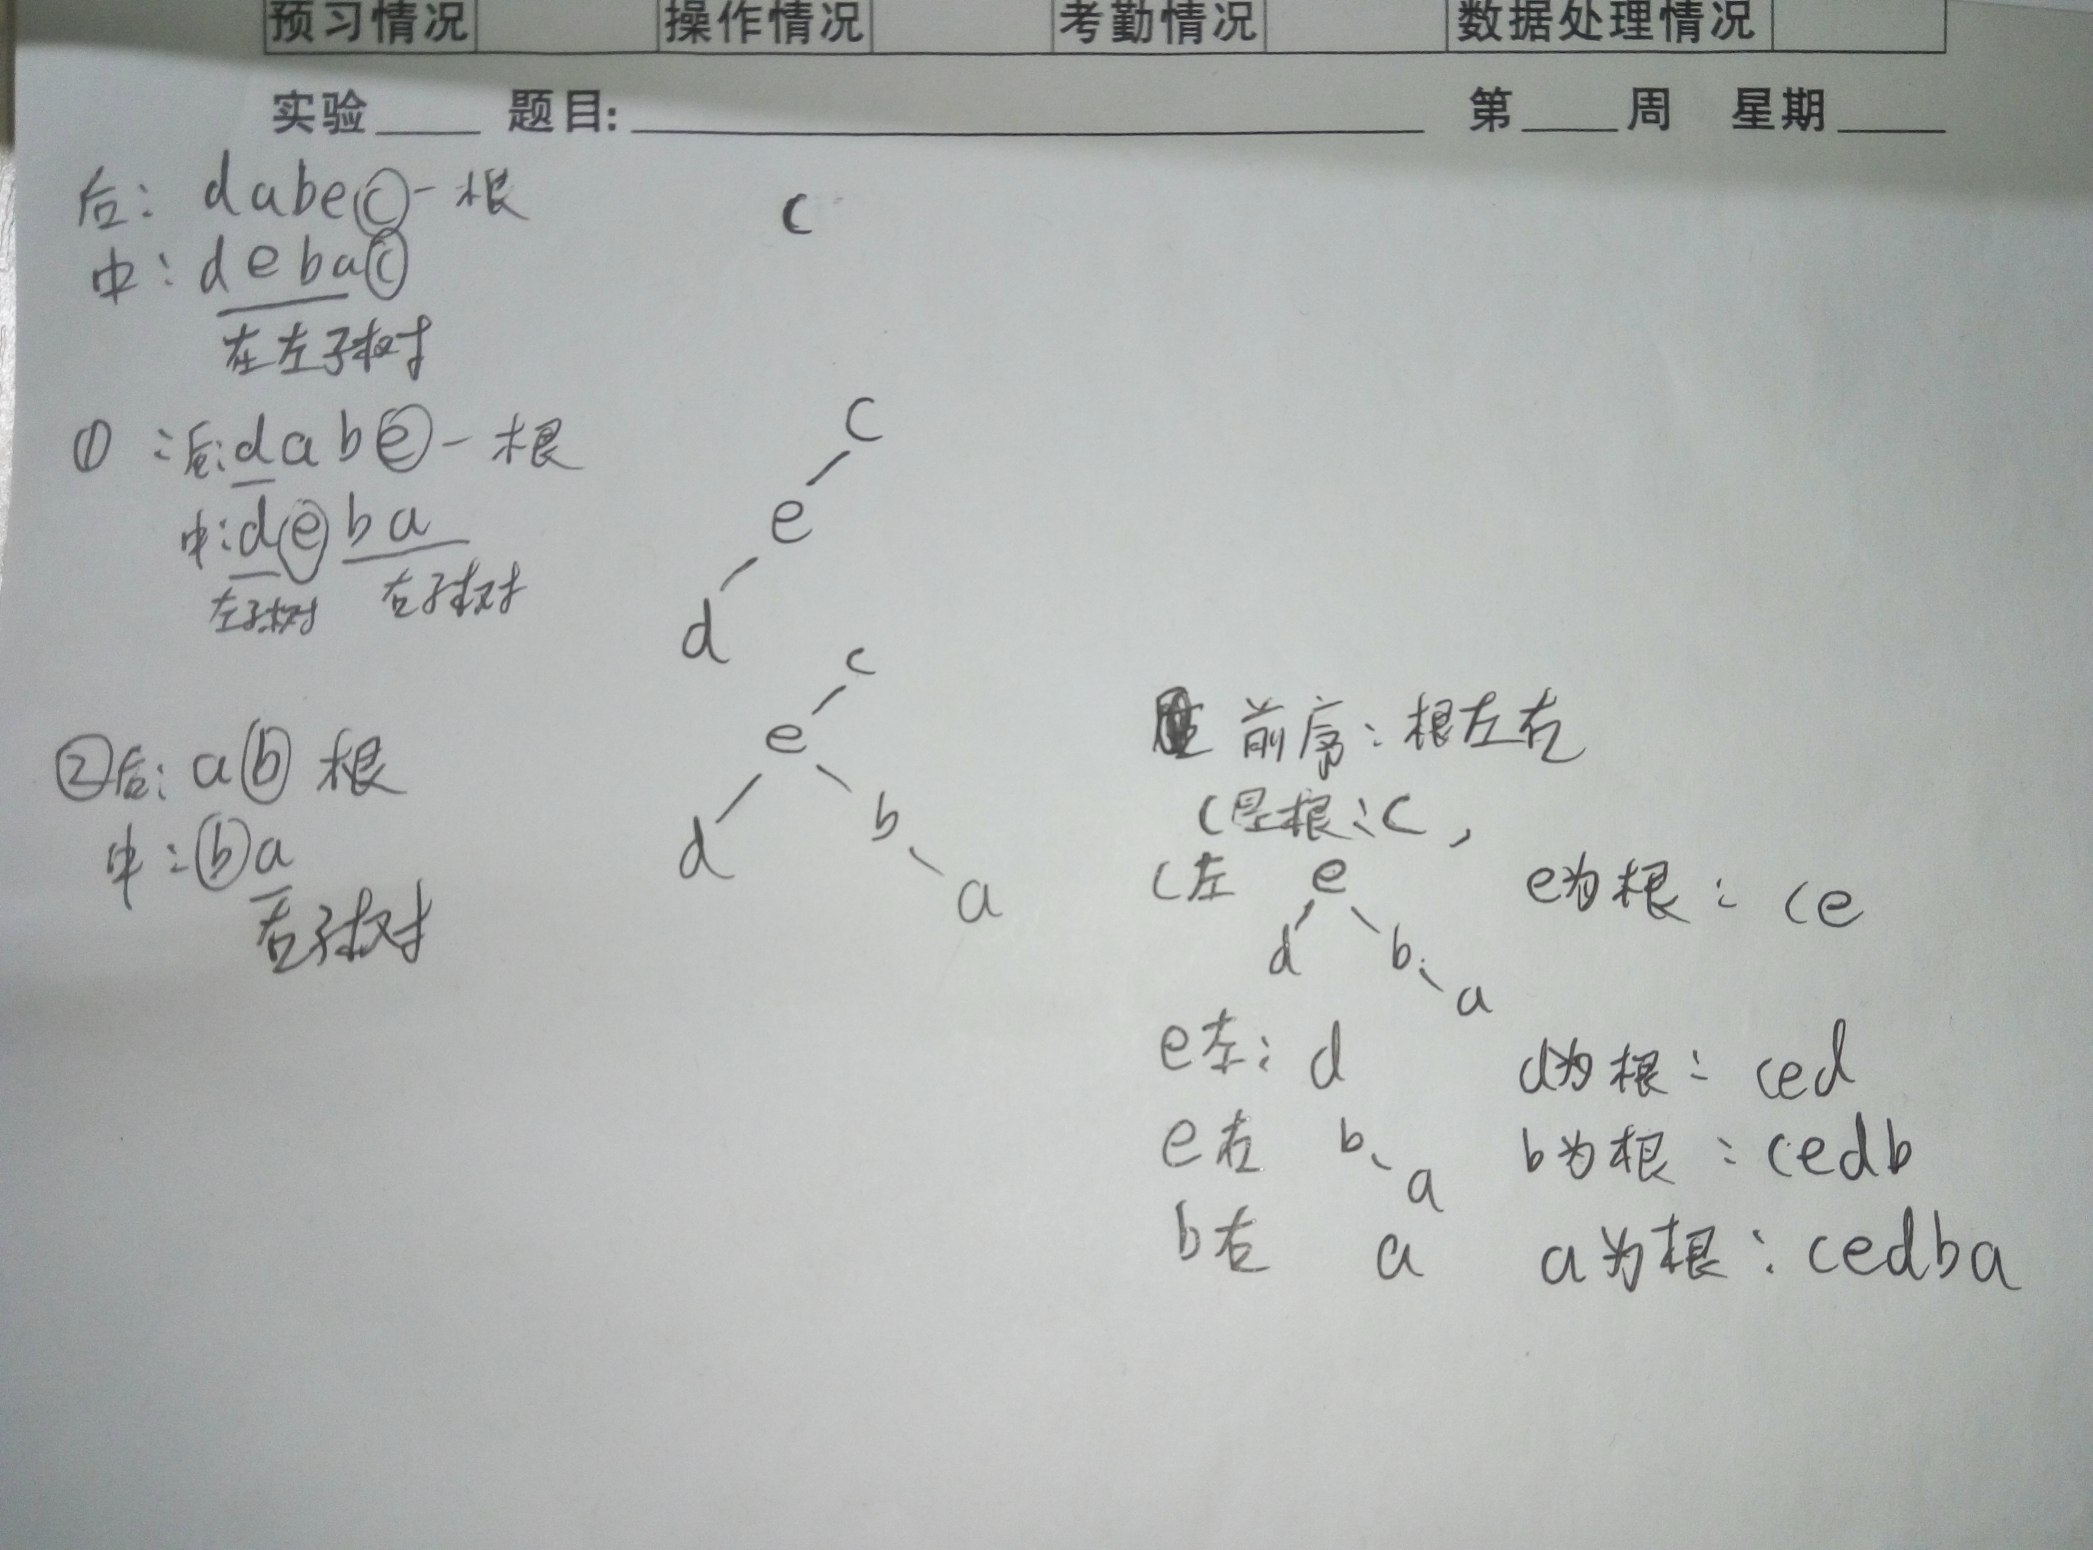 预习情况 操作情况 考勤情况 数据处理情况
实验____ 题目:____ 第____周 星期____
后: dabec - 根
中: debac
在左子树
① ∴后: dabe - 根
中: deba
左子树 右子树
② 后: ab 根
中: ba
右子树
c
c
e
d
c
e
d b
a
前序: 根左右
c是根∴c,
c左 e e为根∴ ce
d b
a
e左: d d为根∴ ced
e右 b a b为根∴ cedb
b右 a a为根∴ cedba